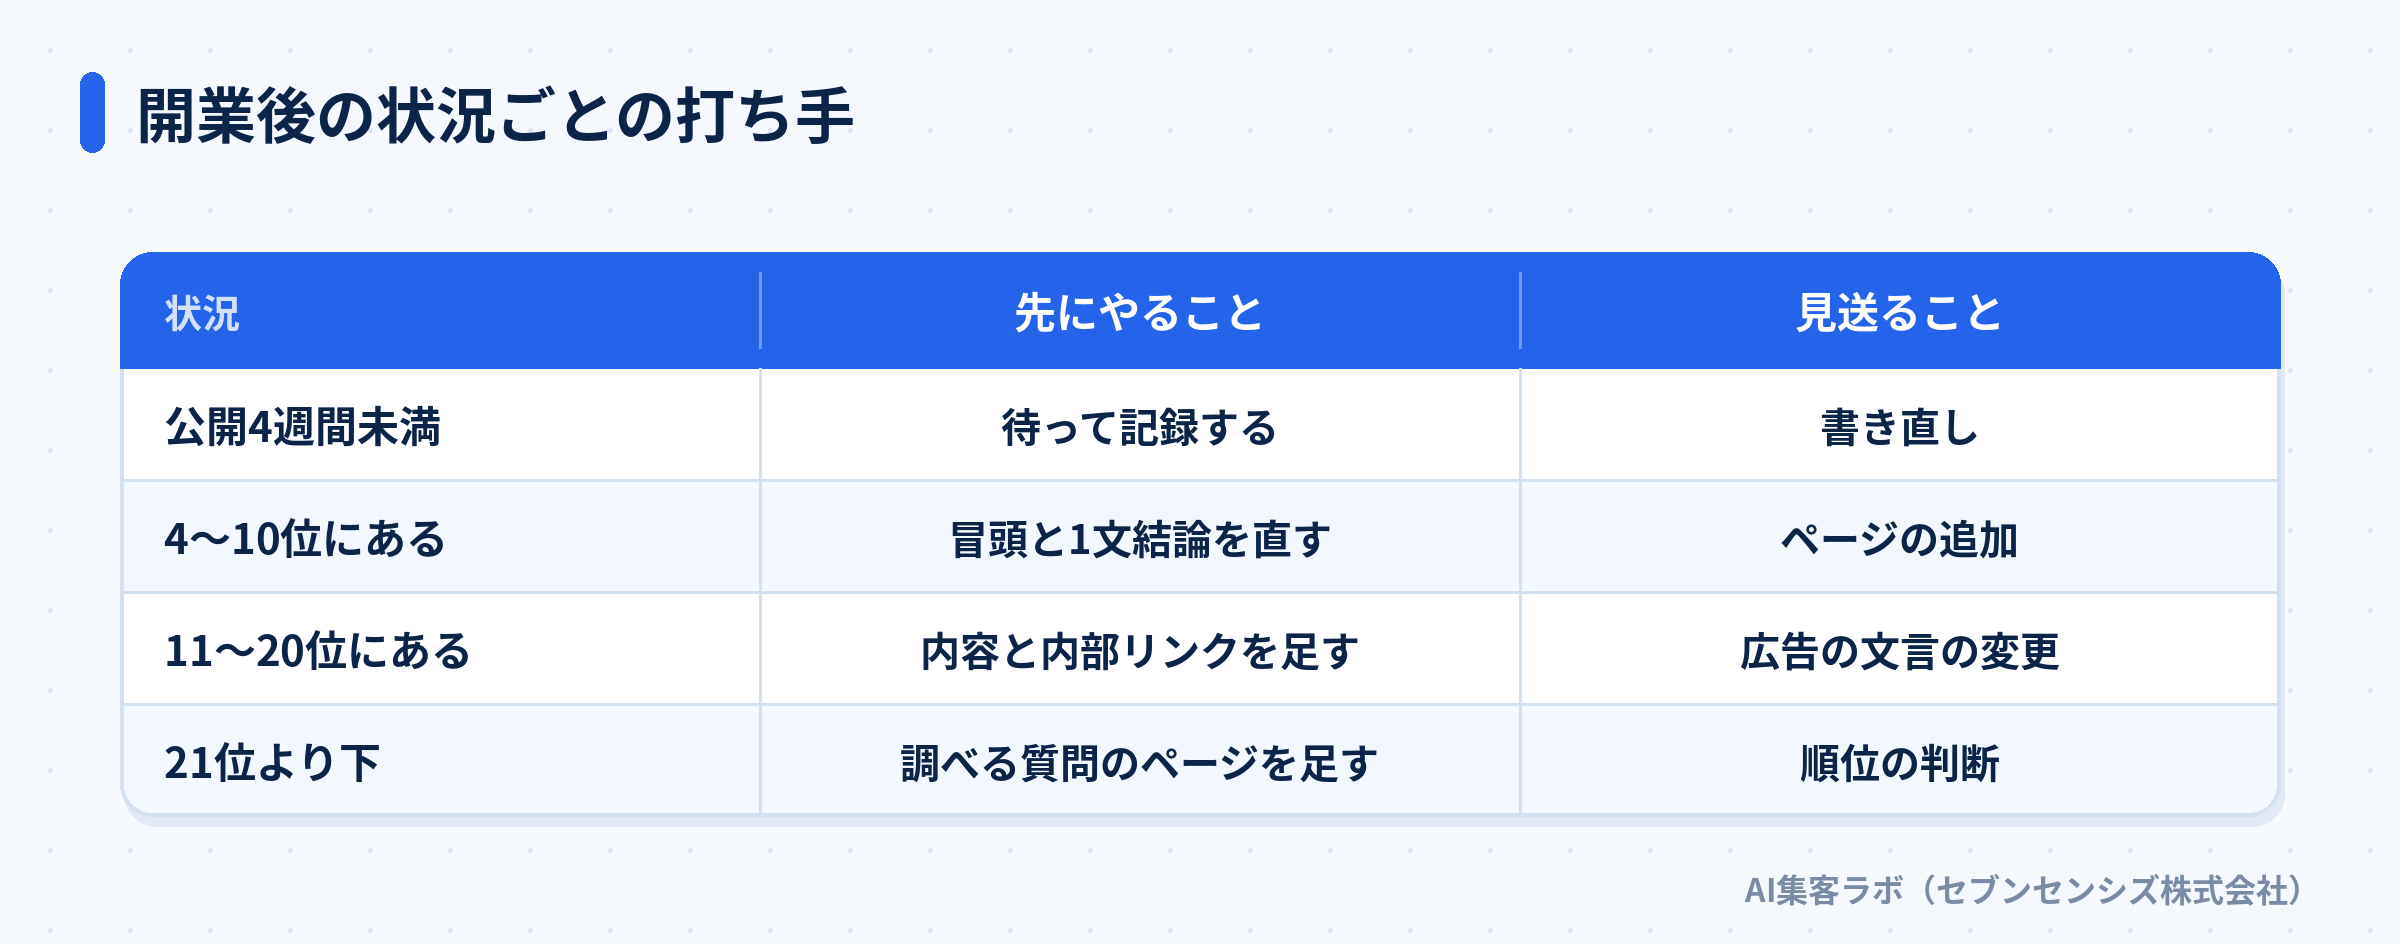 開業後の状況ごとの打ち手
状況 先にやること 見送ること
公開4週間未満 待って記録する 書き直し
4〜10位にある 冒頭と1文結論を直す ページの追加
11〜20位にある 内容と内部リンクを足す 広告の文言の変更
21位より下 調べる質問のページを足す 順位の判断
AI集客ラボ（セブンセンシズ株式会社）